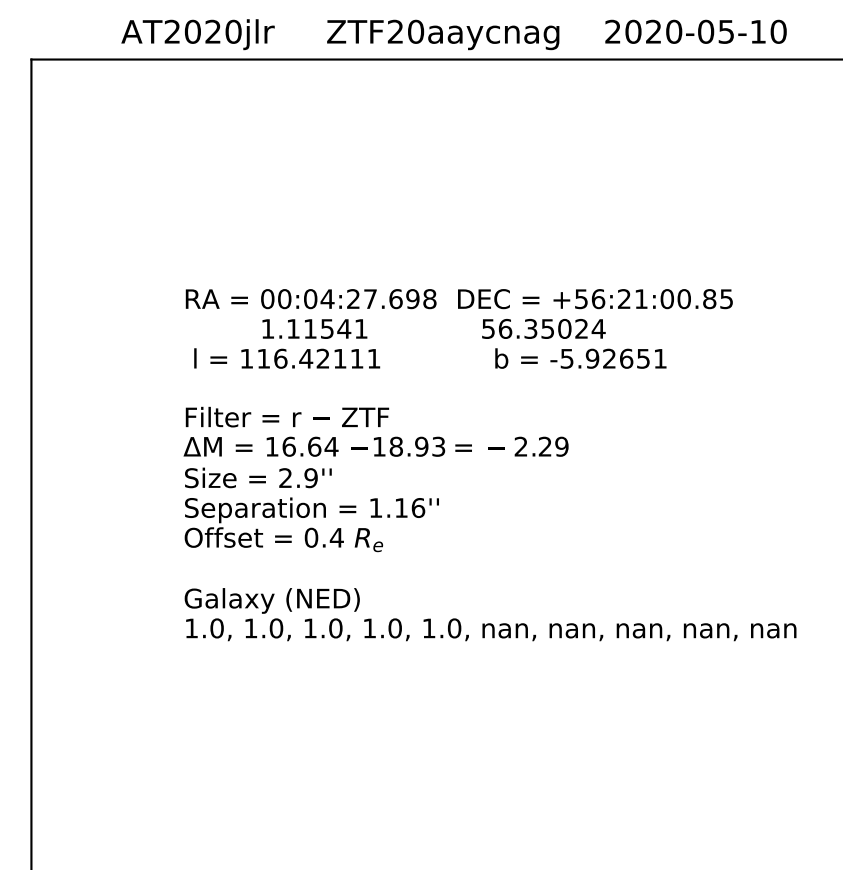 AT2020jlr ZTF20aaycnag 2020-05-10
RA = 00:04:27.698 DEC = +56:21:00.85
1.11541 56.35024
l = 116.42111 b = -5.92651
Filter = r − ZTF
ΔM = 16.64 −18.93 = − 2.29
Size = 2.9''
Separation = 1.16''
Offset = 0.4 Re
Galaxy (NED)
1.0, 1.0, 1.0, 1.0, 1.0, nan, nan, nan, nan, nan